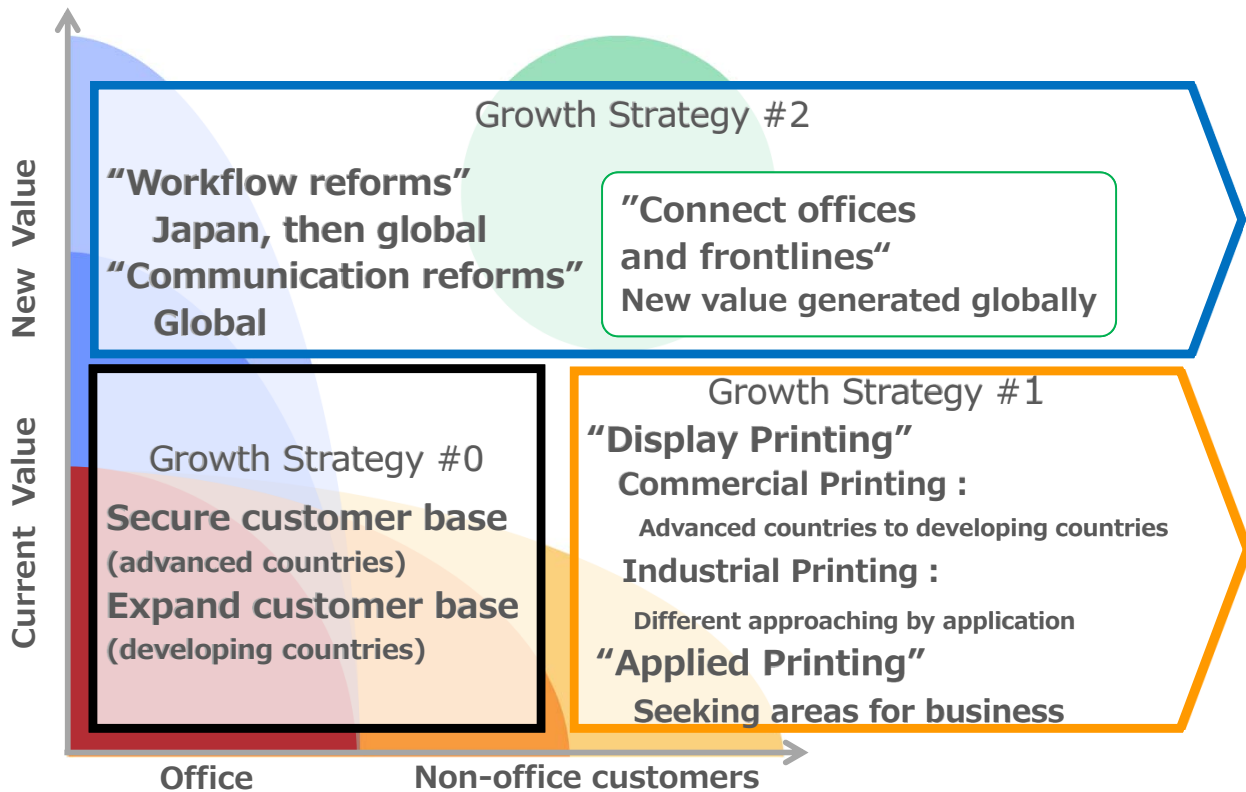 Growth Strategy #2
“Workflow reforms”
Japan, then global
“Communication reforms”
Global
”Connect offices
and frontlines“
New value generated globally
New Value
Growth Strategy #0
Secure customer base
(advanced countries)
Expand customer base
(developing countries)
Growth Strategy #1
“Display Printing”
Commercial Printing :
Advanced countries to developing countries
Industrial Printing :
Different approaching by application
“Applied Printing”
Seeking areas for business
Current Value
Office
Non-office customers